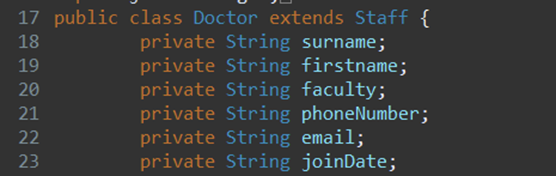 17 public class Doctor extends Staff {
18 private String surname;
19 private String firstname;
20 private String faculty;
21 private String phoneNumber;
22 private String email;
23 private String joinDate;